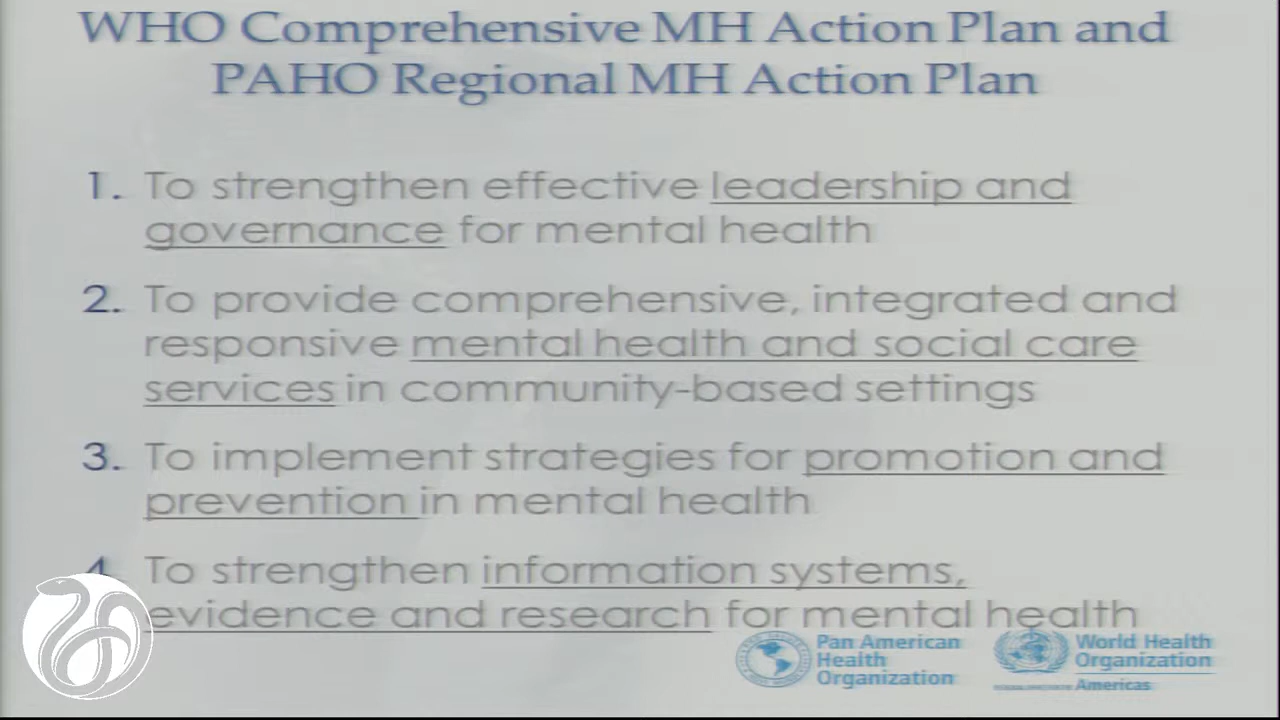 WHO Comprehensive MH Action Plan and
PAHO Regional MH Action Plan
1. To strengthen effective leadership and
governance for mental health
2. To provide comprehensive, integrated and
responsive mental health and social care
services in community-based settings
3. To implement strategies for promotion and
prevention in mental health
4. To strengthen information systems,
evidence and research for mental health
Pan American
Health
Organization
World Health
Organization
Americas